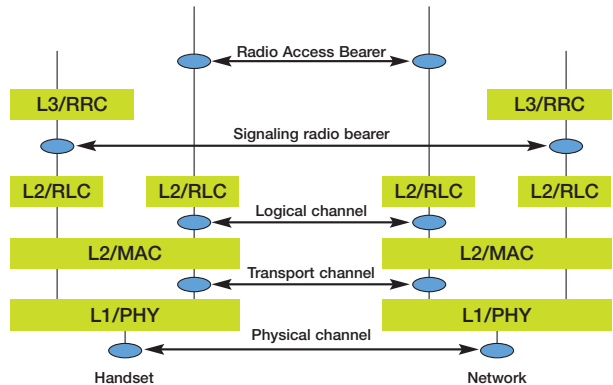 Radio Access Bearer
L3/RRC
L3/RRC
Signaling radio bearer
L2/RLC
L2/RLC
L2/RLC
L2/RLC
Logical channel
L2/MAC
L2/MAC
Transport channel
L1/PHY
L1/PHY
Physical channel
Handset
Network